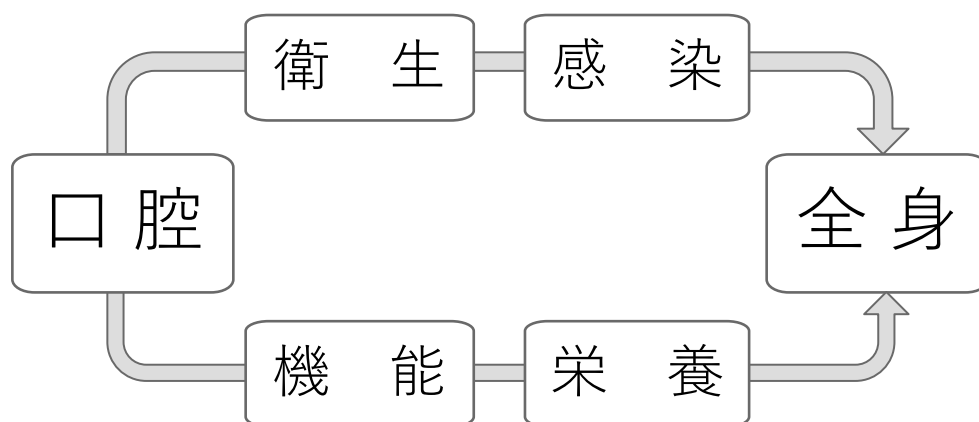 衛　生
感　染
口 腔
全 身
機　能
栄　養